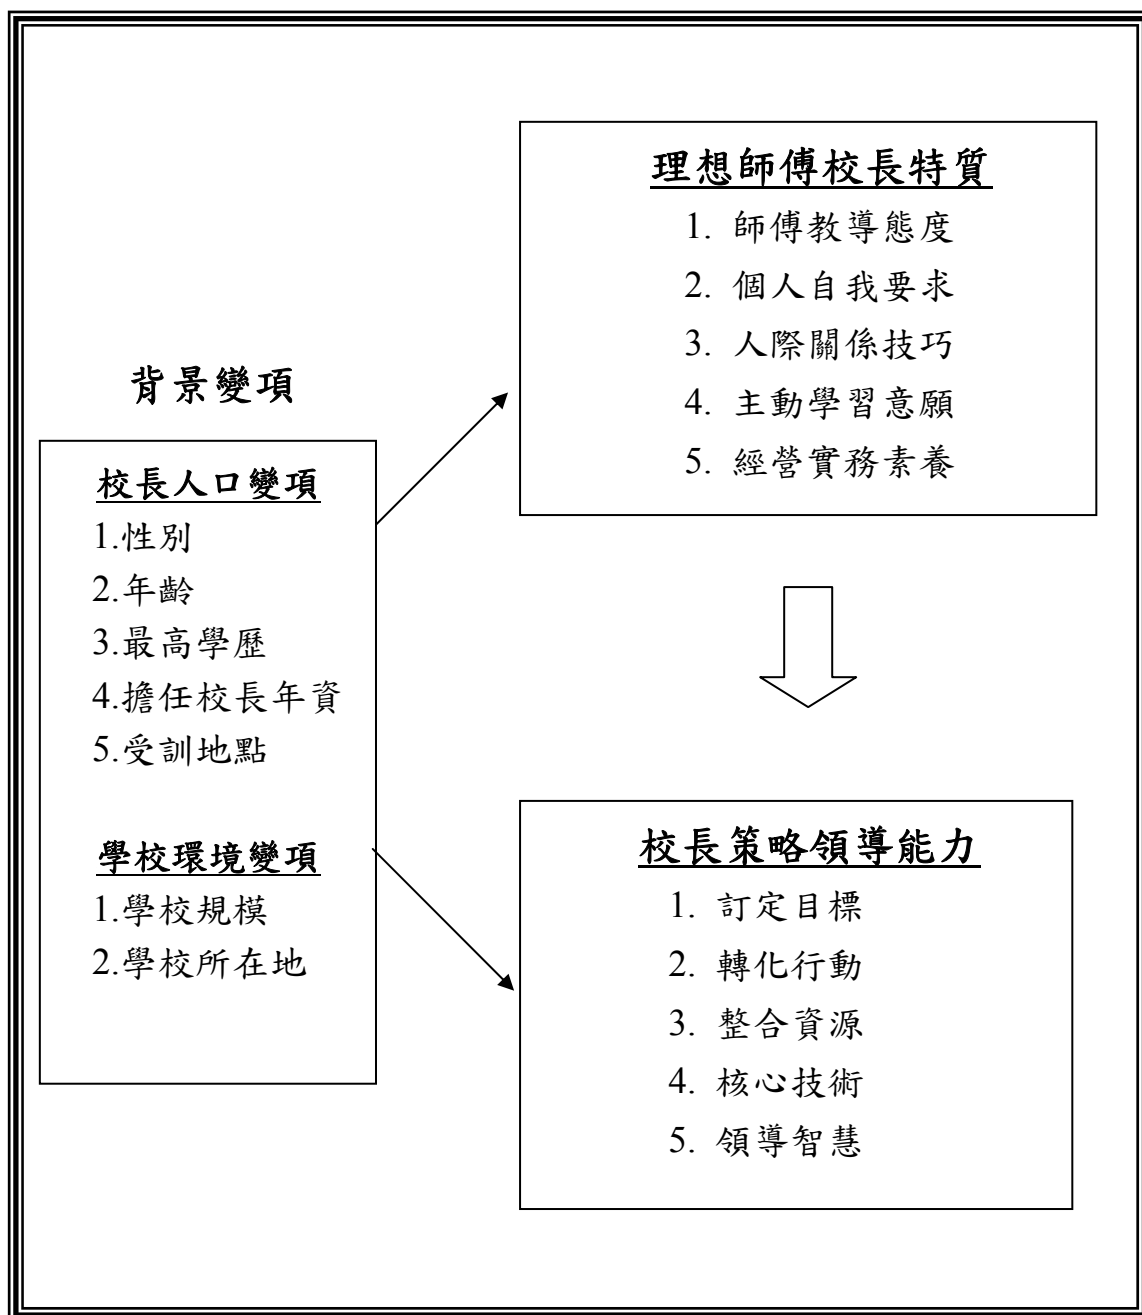 背景變項
校長人口變項
1.性別
2.年齡
3.最高學歷
4.擔任校長年資
5.受訓地點
學校環境變項
1.學校規模
2.學校所在地
理想師傅校長特質
1. 師傅教導態度
2. 個人自我要求
3. 人際關係技巧
4. 主動學習意願
5. 經營實務素養
校長策略領導能力
1. 訂定目標
2. 轉化行動
3. 整合資源
4. 核心技術
5. 領導智慧